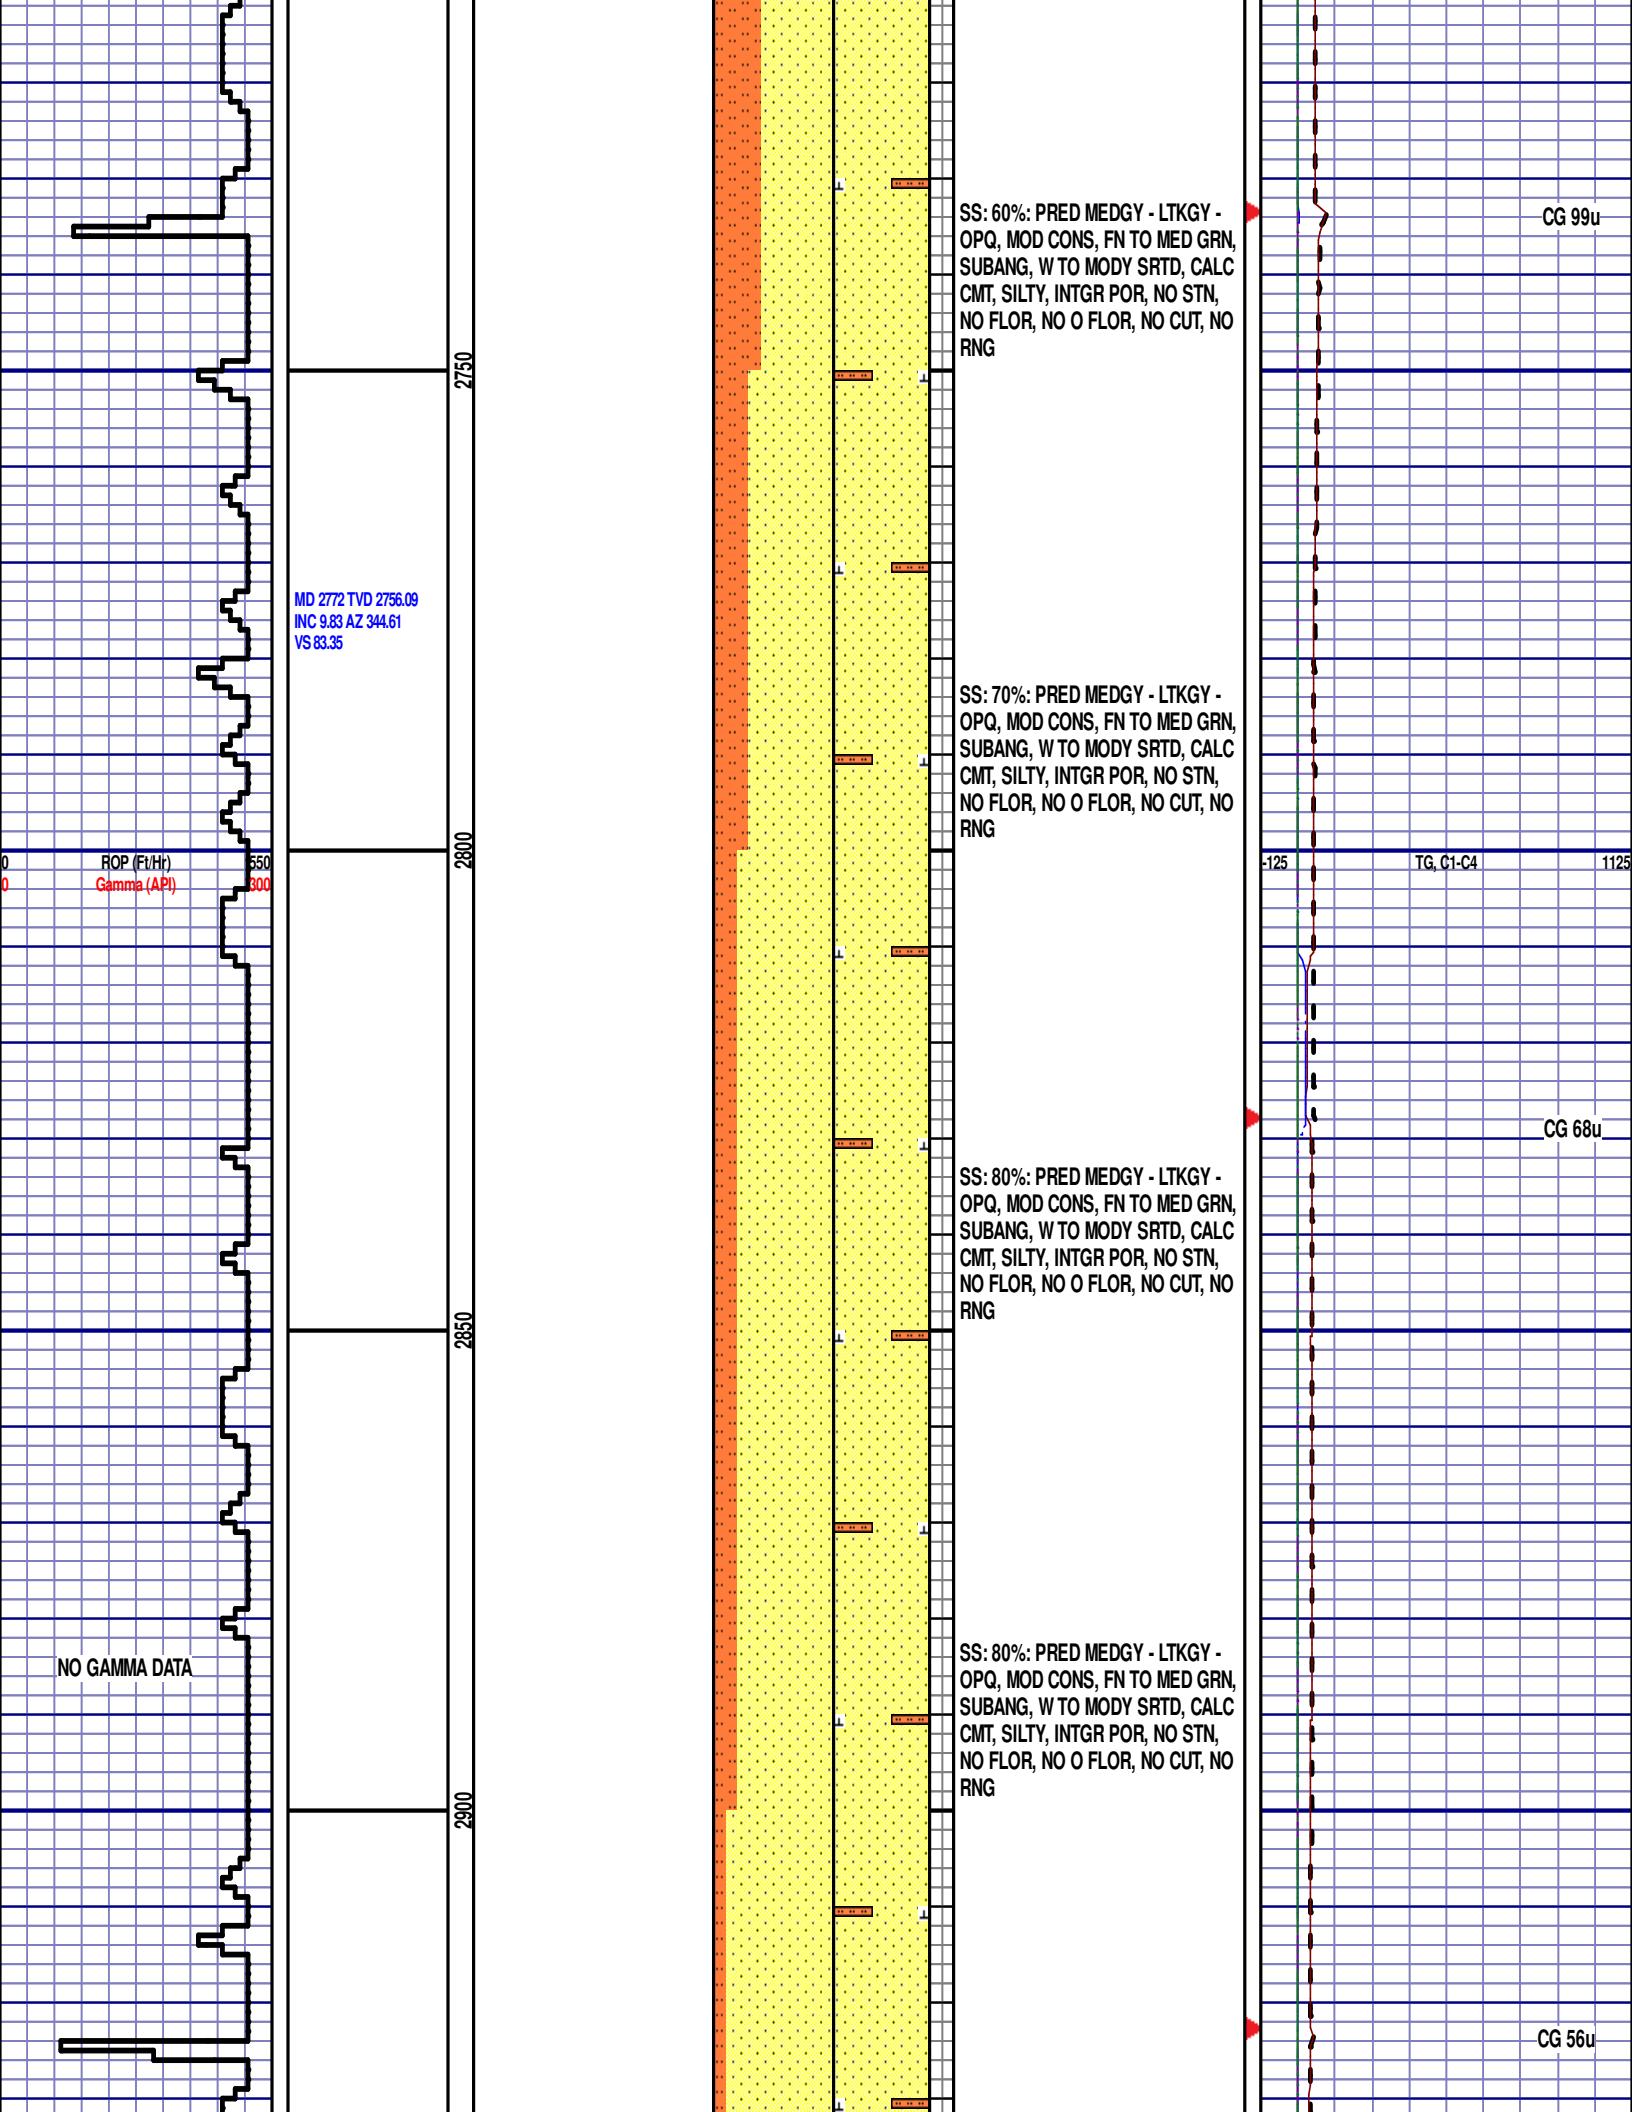 SS: 60%: PRED MEDGY - LTKGY -
OPQ, MOD CONS, FN TO MED GRN,
SUBANG, W TO MODY SRTD, CALC
CMT, SILTY, INTGR POR, NO STN,
NO FLOR, NO O FLOR, NO CUT, NO
RNG
CG 99u
2750
MD 2772 TVD 2756.09
INC 9.83 AZ 344.61
VS 83.35
SS: 70%: PRED MEDGY - LTKGY -
OPQ, MOD CONS, FN TO MED GRN,
SUBANG, W TO MODY SRTD, CALC
CMT, SILTY, INTGR POR, NO STN,
NO FLOR, NO O FLOR, NO CUT, NO
RNG
2800
0 ROP (Ft/Hr) 550
0 Gamma (API) 300
-125 TG, C1-C4 1125
CG 68u
SS: 80%: PRED MEDGY - LTKGY -
OPQ, MOD CONS, FN TO MED GRN,
SUBANG, W TO MODY SRTD, CALC
CMT, SILTY, INTGR POR, NO STN,
NO FLOR, NO O FLOR, NO CUT, NO
RNG
2850
NO GAMMA DATA
SS: 80%: PRED MEDGY - LTKGY -
OPQ, MOD CONS, FN TO MED GRN,
SUBANG, W TO MODY SRTD, CALC
CMT, SILTY, INTGR POR, NO STN,
NO FLOR, NO O FLOR, NO CUT, NO
RNG
2900
CG 56u